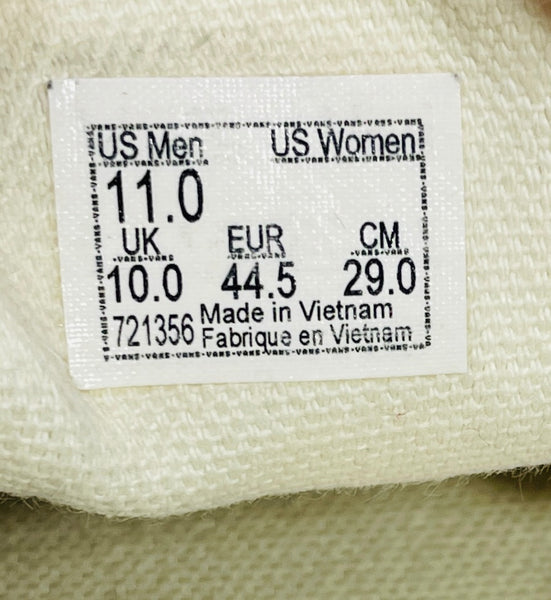 US Men US Women
11.0
UK EUR CM
10.0 44.5 29.0
721356 Made in Vietnam
Fabrique en Vietnam